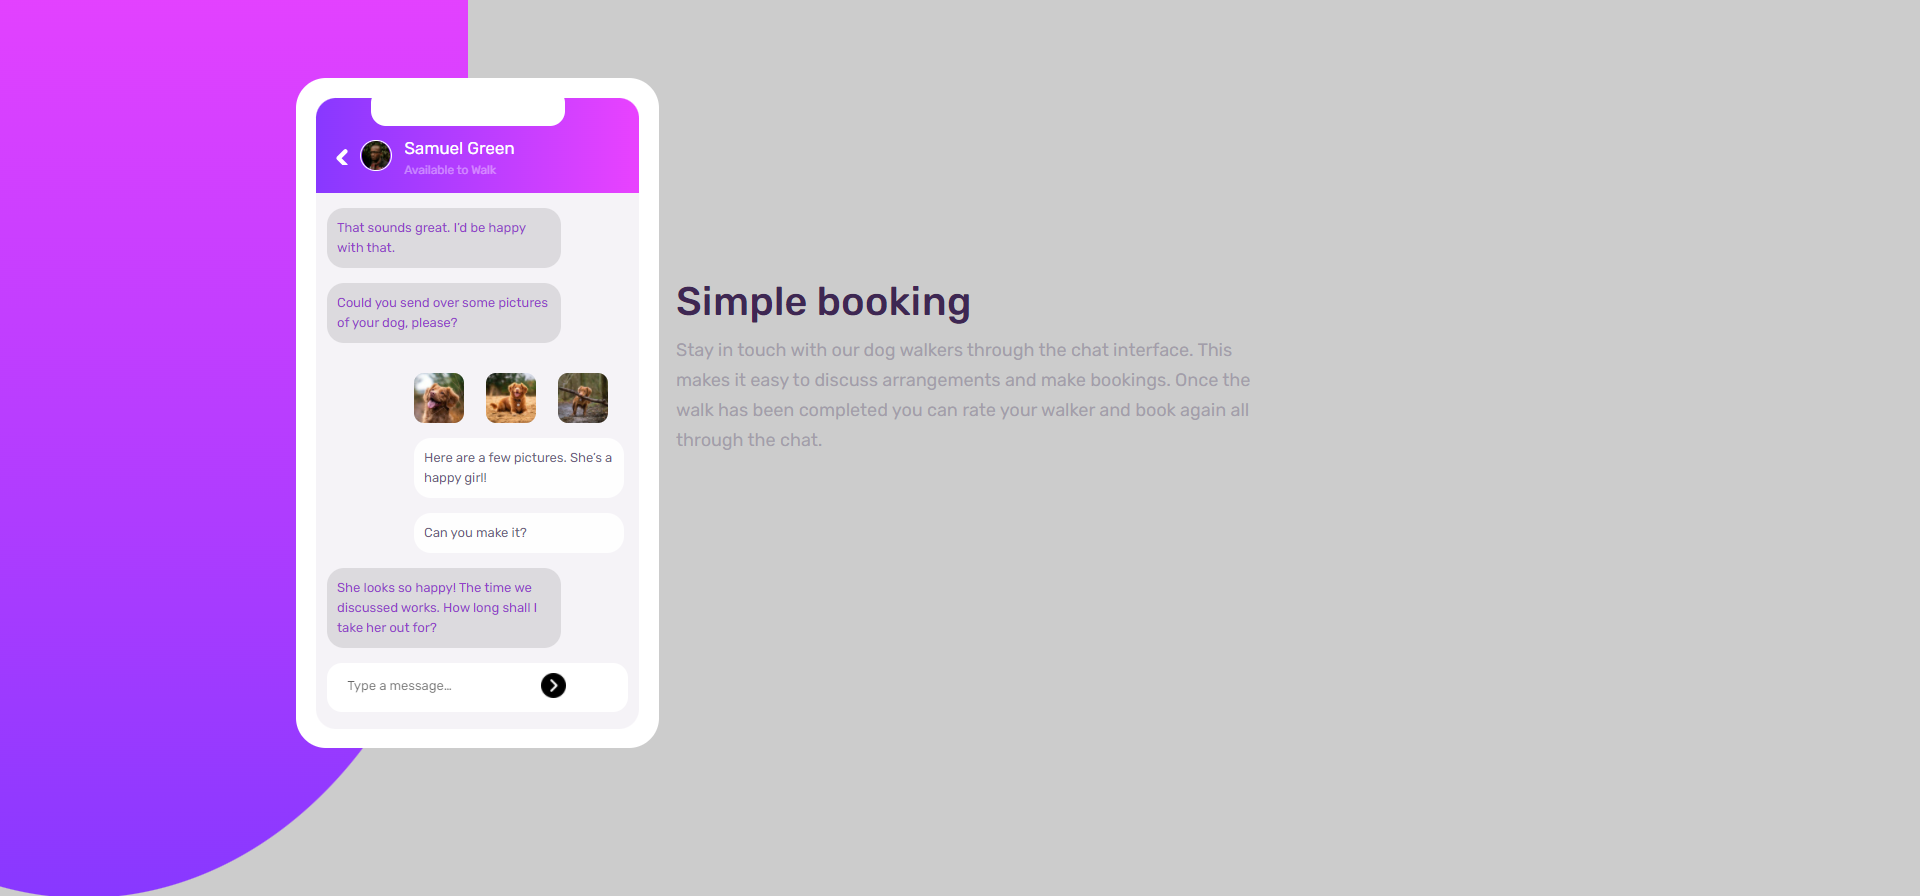 Samuel Green
Available to Walk
That sounds great. I’d be happy
with that.
Could you send over some pictures
of your dog, please?
Here are a few pictures. She’s a
happy girl!
Can you make it?
She looks so happy! The time we
discussed works. How long shall I
take her out for?
Type a message…
Simple booking
Stay in touch with our dog walkers through the chat interface. This
makes it easy to discuss arrangements and make bookings. Once the
walk has been completed you can rate your walker and book again all
through the chat.